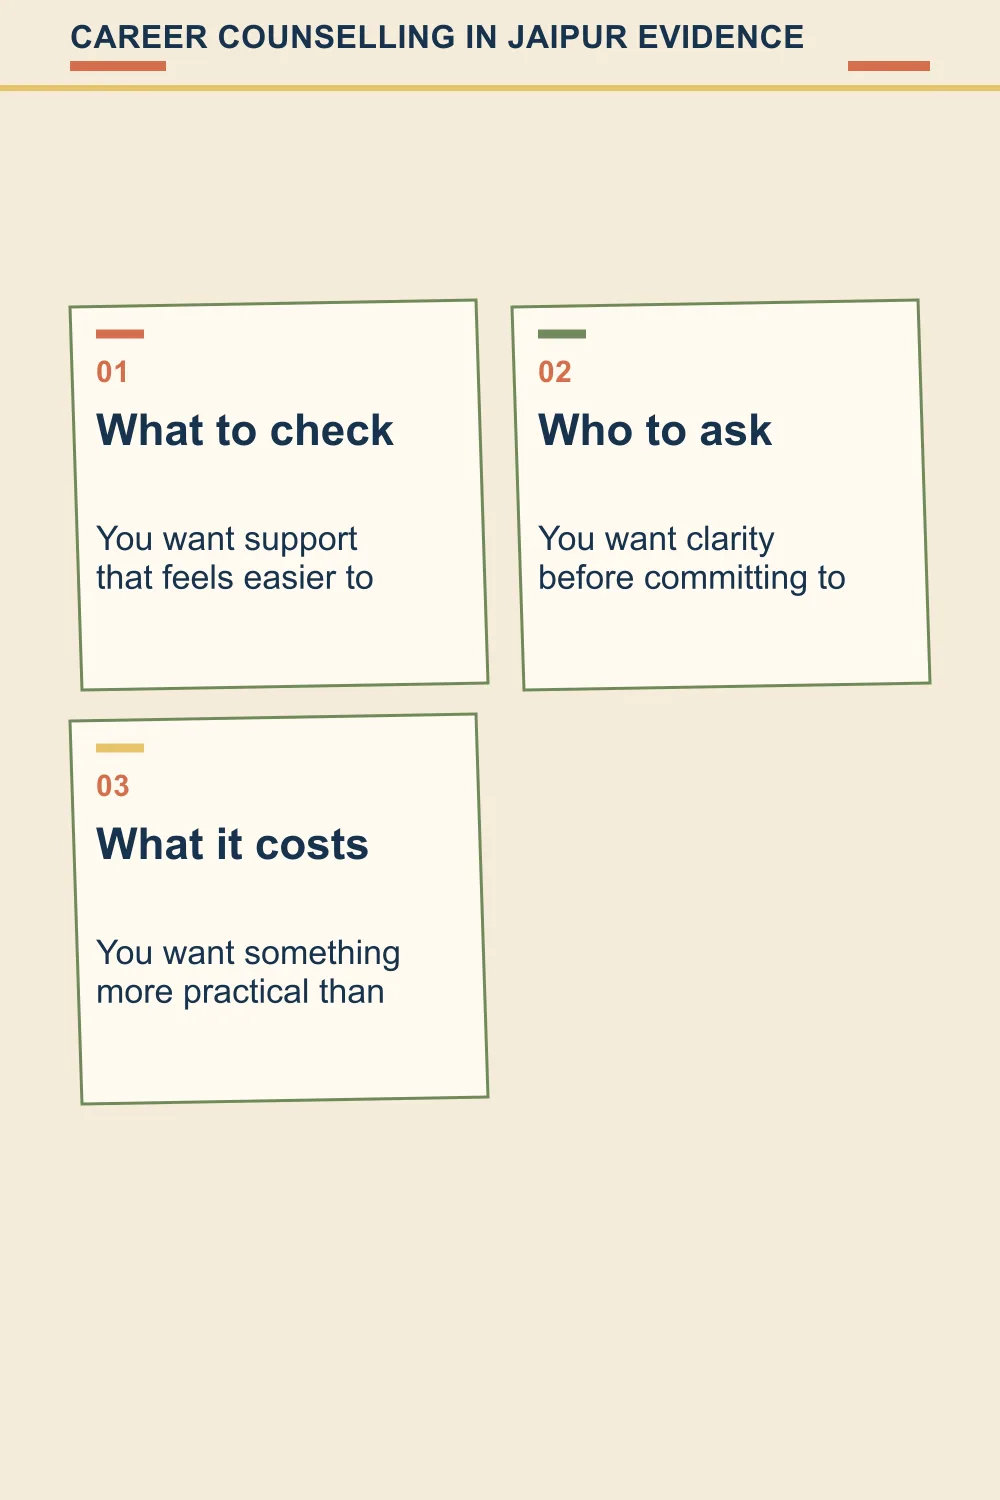 CAREER COUNSELLING IN JAIPUR EVIDENCE
01
What to check
You want support
that feels easier to
02
Who to ask
You want clarity
before committing to
03
What it costs
You want something
more practical than